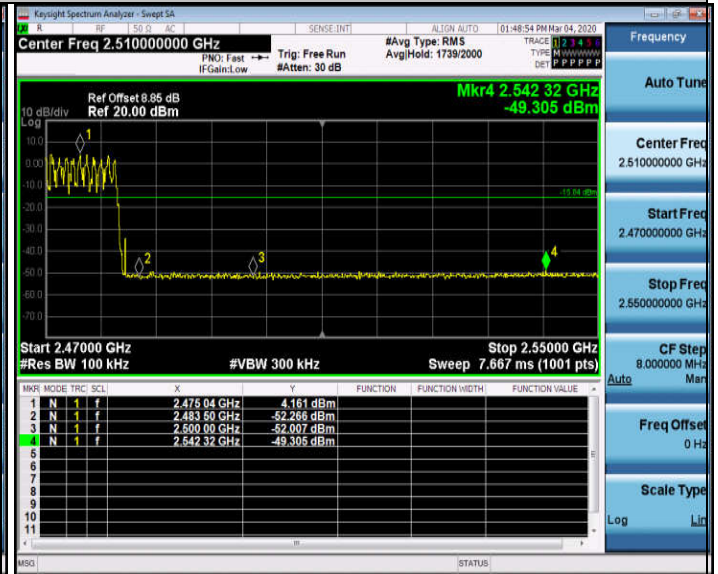 Keysight Spectrum Analyzer - Swept SA
R RF 50 Ω AC SENSE:INT ALIGN AUTO 01:48:54 PM Mar 04, 2020
Center Freq 2.510000000 GHz
PNO: Fast
IFGain:Low
Trig: Free Run
#Atten: 30 dB
#Avg Type: RMS
Avg|Hold: 1739/2000
TRACE 1 2 3 4 5 6
TYPE M W W W W W
DET P P P P P P
Ref Offset 8.85 dB
10 dB/div Ref 20.00 dBm
Log
Mkr4 2.542 32 GHz
-49.305 dBm
10.0
0.00
-10.0
-20.0
-30.0
-40.0
-50.0
-60.0
-70.0
1
2
3
4
-15.84 dBm
Start 2.47000 GHz Stop 2.55000 GHz
#Res BW 100 kHz #VBW 300 kHz Sweep 7.667 ms (1001 pts)
MKR MODE TRC SCL X Y FUNCTION FUNCTION WIDTH FUNCTION VALUE
1 N 1 f 2.475 04 GHz 4.161 dBm
2 N 1 f 2.483 50 GHz -52.266 dBm
3 N 1 f 2.500 00 GHz -52.007 dBm
4 N 1 f 2.542 32 GHz -49.305 dBm
5
6
7
8
9
10
11
MSG STATUS
Frequency
Auto Tune
Center Freq
2.510000000 GHz
Start Freq
2.470000000 GHz
Stop Freq
2.550000000 GHz
CF Step
8.000000 MHz
Auto Man
Freq Offset
0 Hz
Scale Type
Log Lin